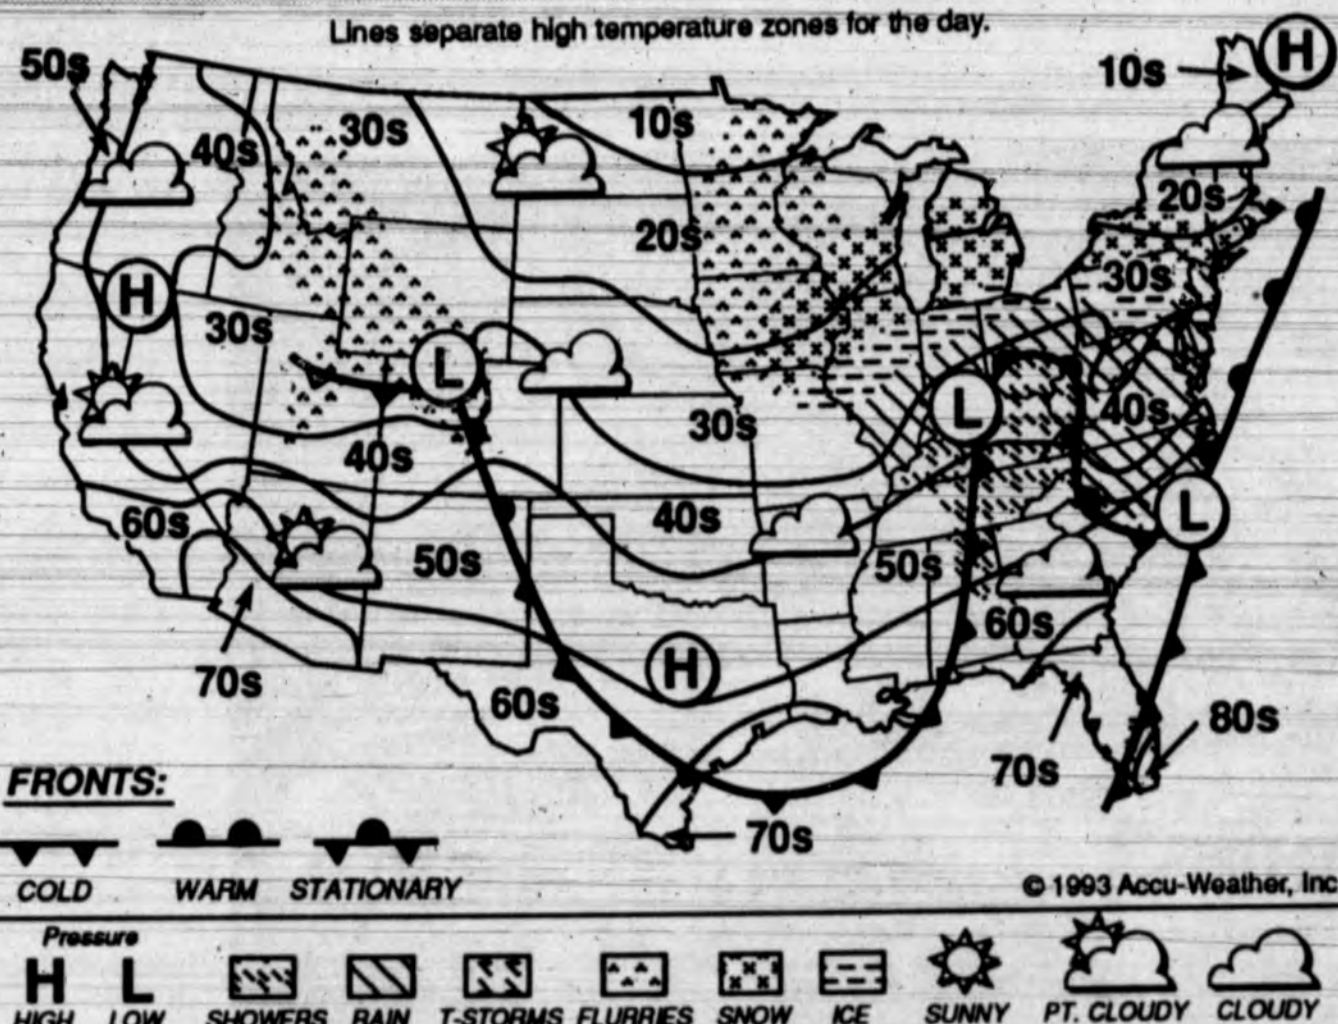 Lines separate high temperature zones for the day.
50s
10s
H
40s
30s
10s
20s
20s
30s
H
30s
L
L
40s
30s
40s
60s
50s
40s
50s
L
60s
70s
H
60s
80s
70s
70s
FRONTS:
COLD WARM STATIONARY
© 1993 Accu-Weather, Inc
Pressure
H L
HIGH LOW SHOWERS RAIN T-STORMS FLURRIES SNOW ICE SUNNY PT. CLOUDY CLOUDY